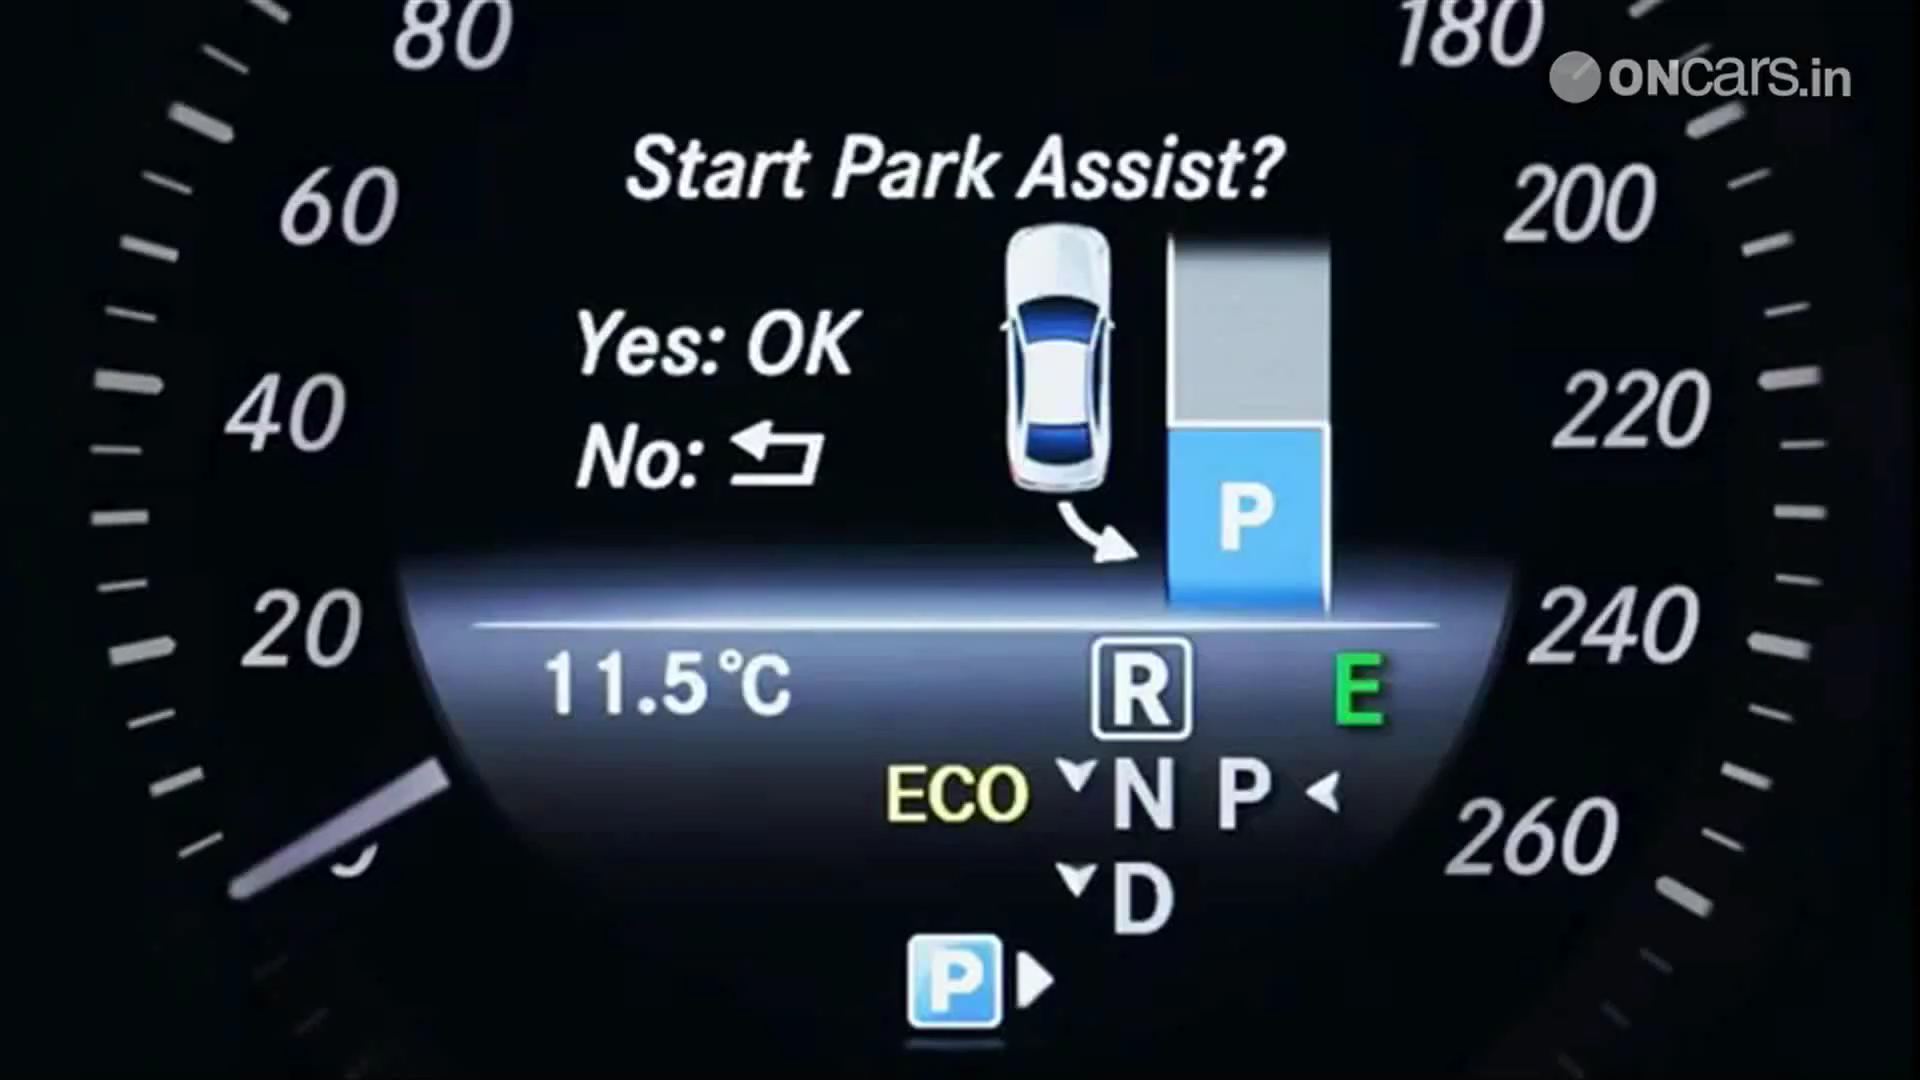 80
180
ONcars.in
60
200
Start Park Assist?
Yes: OK
40
220
No:
P
20
240
11.5°C
R
E
ECO
N
P
260
D
P